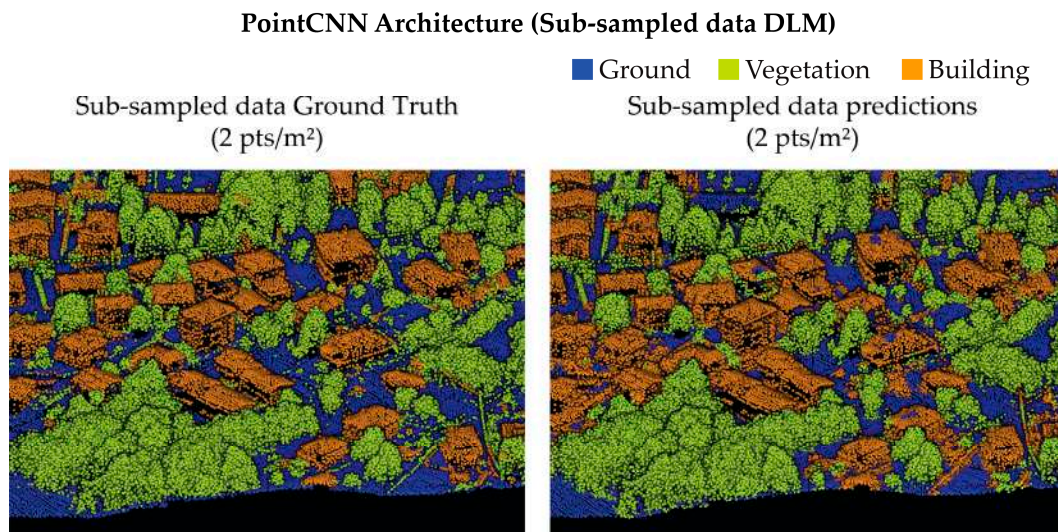 PointCNN Architecture (Sub-sampled data DLM)
Ground Vegetation Building
Sub-sampled data Ground Truth
(2 pts/m²)
Sub-sampled data predictions
(2 pts/m²)